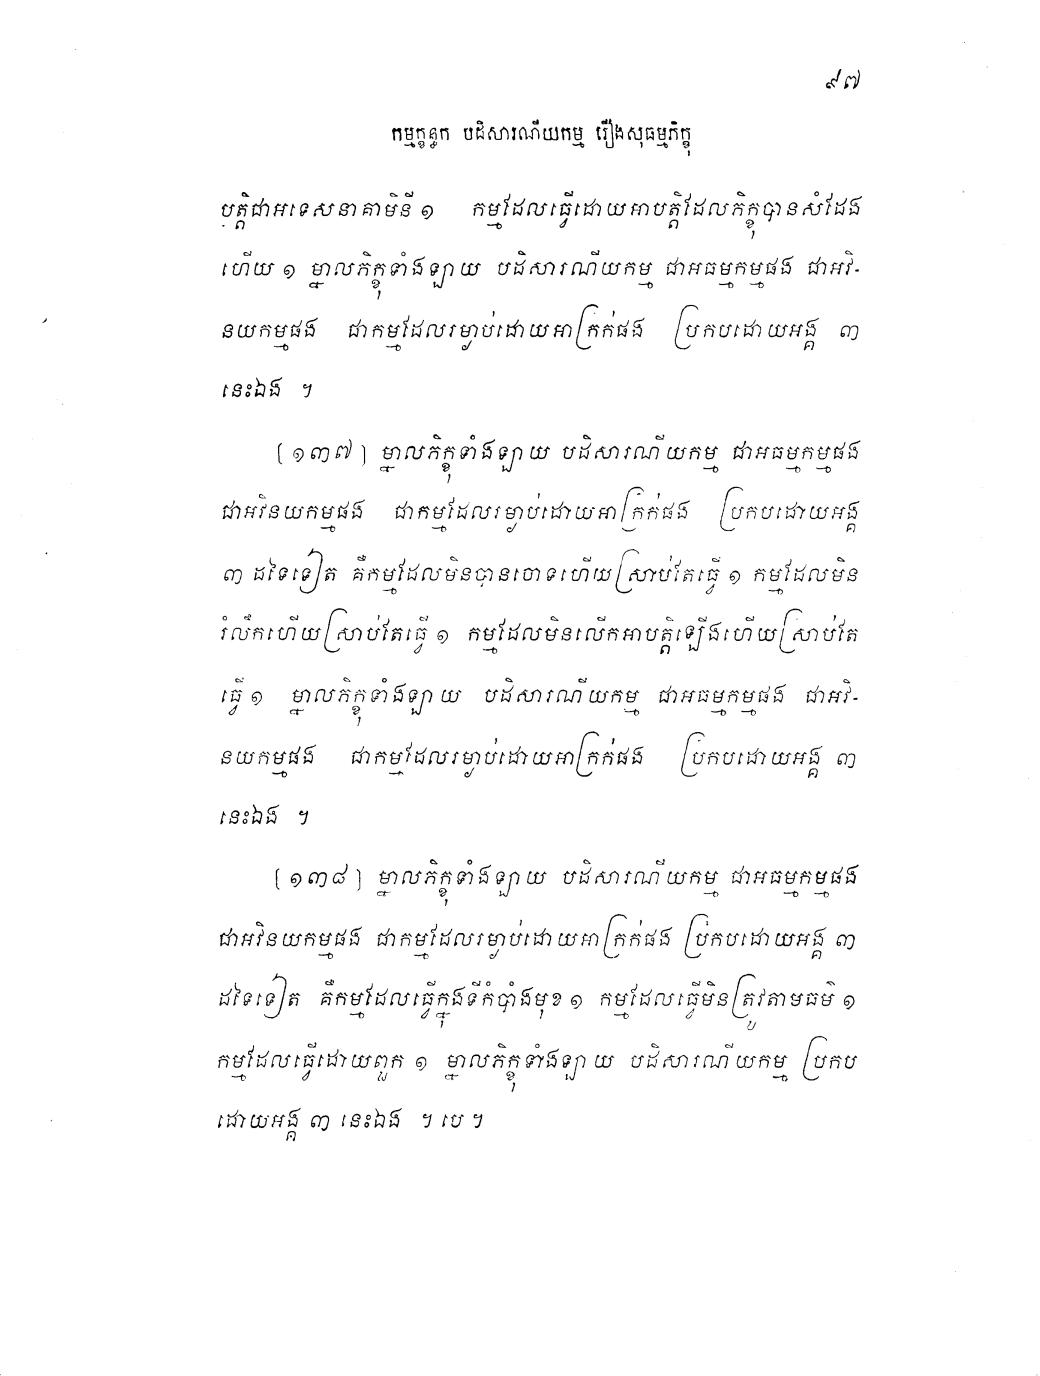 ៩៧
កម្មក្ខន្ធក បដិសារណីយកម្ម រឿងសុធម្មភិក្ខុ
បត្តិជាអទេសនាគាមិនី ១ កម្មដែលធ្វើដោយអាបត្តិដែលភិក្ខុបានសំដែង
ហើយ ១ ម្នាលភិក្ខុទាំងឡាយ បដិសារណីយកម្ម ជាអធម្មកម្មផង ជាអវិ-
នយកម្មផង ជាកម្មដែលរម្ងាប់ដោយអាក្រក់ផង ប្រកបដោយអង្គ ៣
នេះឯង ។
(១៣៧) ម្នាលភិក្ខុទាំងឡាយ បដិសារណីយកម្ម ជាអធម្មកម្មផង
ជាអវិនយកម្មផង ជាកម្មដែលរម្ងាប់ដោយអាក្រក់ផង ប្រកបដោយអង្គ
៣ ដទៃទៀត គឺកម្មដែលមិនបានចោទហើយស្រាប់តែធ្វើ ១ កម្មដែលមិន
រំលឹកហើយស្រាប់តែធ្វើ ១ កម្មដែលមិនលើកអាបត្តិឡើងហើយស្រាប់តែ
ធ្វើ ១ ម្នាលភិក្ខុទាំងឡាយ បដិសារណីយកម្ម ជាអធម្មកម្មផង ជាអវិ-
នយកម្មផង ជាកម្មដែលរម្ងាប់ដោយអាក្រក់ផង ប្រកបដោយអង្គ ៣
នេះឯង ។
(១៣៨) ម្នាលភិក្ខុទាំងឡាយ បដិសារណីយកម្ម ជាអធម្មកម្មផង
ជាអវិនយកម្មផង ជាកម្មដែលរម្ងាប់ដោយអាក្រក់ផង ប្រកបដោយអង្គ ៣
ដទៃទៀត គឺកម្មដែលធ្វើក្នុងទីកំបាំងមុខ ១ កម្មដែលធ្វើមិនត្រូវតាមធម៌ ១
កម្មដែលធ្វើដោយពួក ១ ម្នាលភិក្ខុទាំងឡាយ បដិសារណីយកម្ម ប្រកប
ដោយអង្គ ៣ នេះឯង ។ បេ ។